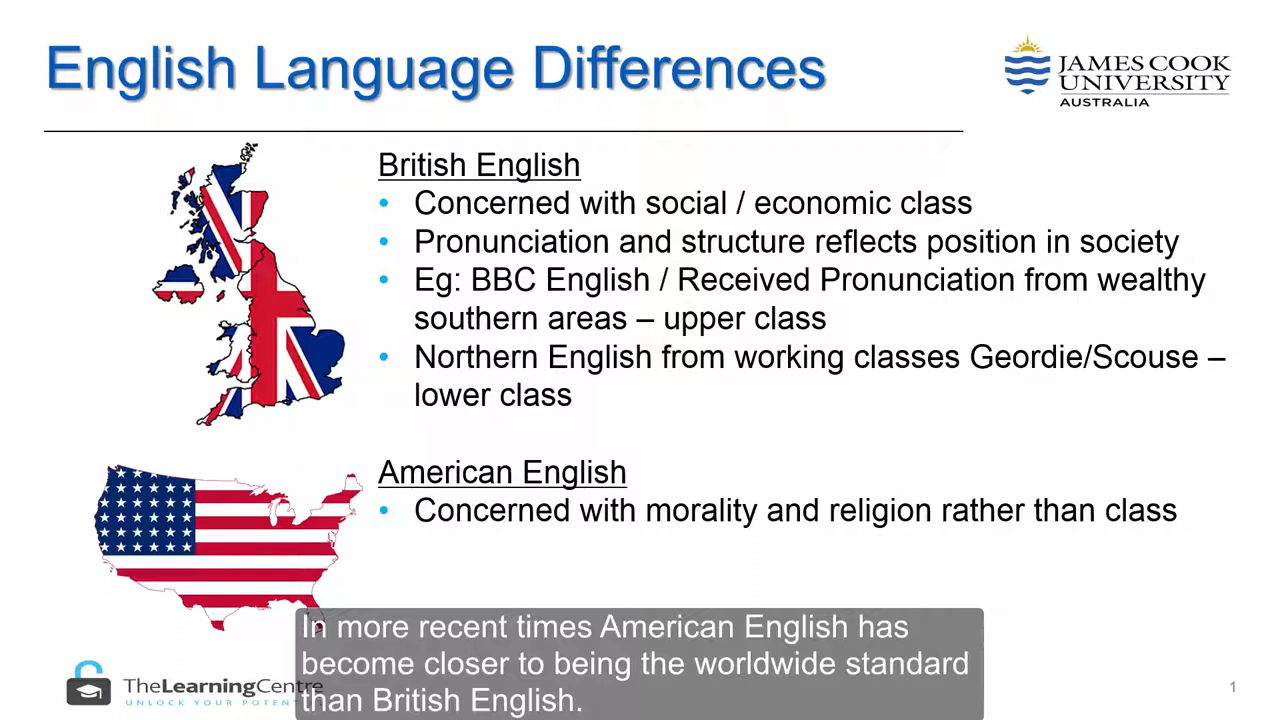 English Language Differences
JAMES COOK
UNIVERSITY
AUSTRALIA
British English
• Concerned with social / economic class
• Pronunciation and structure reflects position in society
• Eg: BBC English / Received Pronunciation from wealthy
southern areas – upper class
• Northern English from working classes Geordie/Scouse –
lower class
American English
• Concerned with morality and religion rather than class
In more recent times American English has
become closer to being the worldwide standard
than British English.
TheLearningCentre
UNLOCK YOUR
1